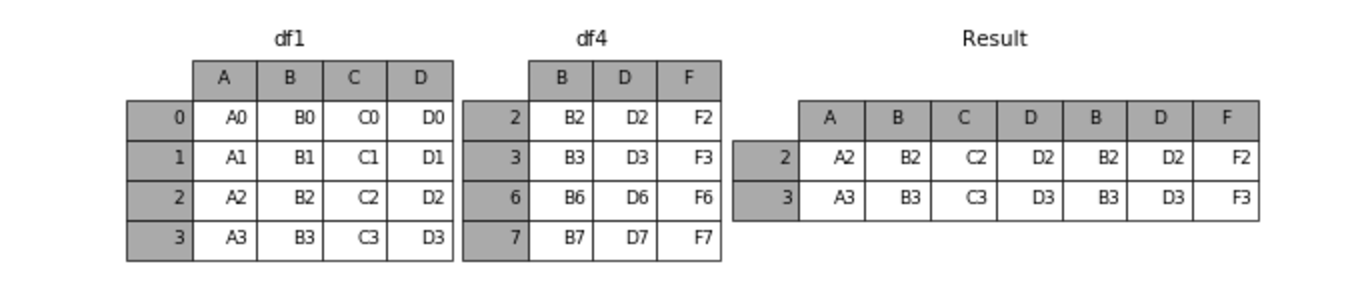 df1 df4 Result
A B C D B D F
0 A0 B0 C0 D0 2 B2 D2 F2 A B C D B D F
1 A1 B1 C1 D1 3 B3 D3 F3 2 A2 B2 C2 D2 B2 D2 F2
2 A2 B2 C2 D2 6 B6 D6 F6 3 A3 B3 C3 D3 B3 D3 F3
3 A3 B3 C3 D3 7 B7 D7 F7